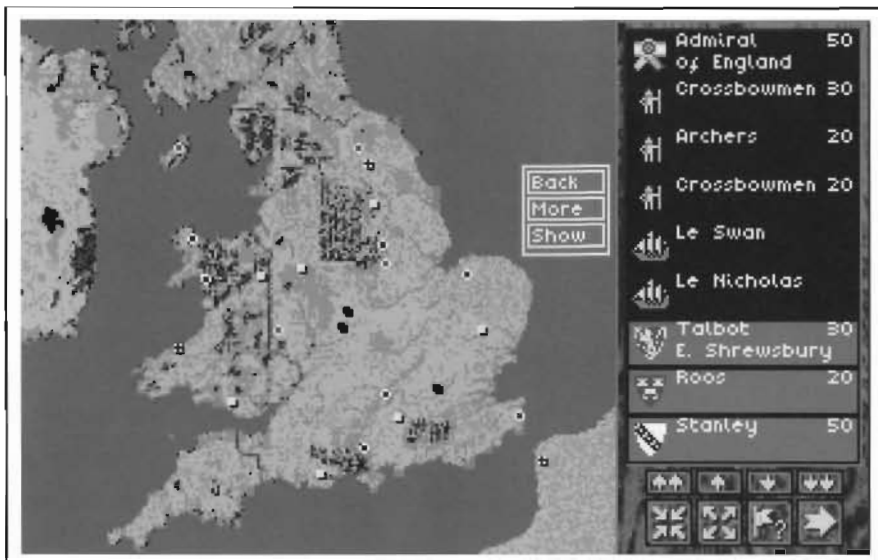 Back
More
Show
Admiral 50
of England
Crossbowmen 30
Archers 20
Crossbowmen 20
Le Swan
Le Nicholas
Talbot 30
E. Shrewsbury
Roos 20
Stanley 50
?